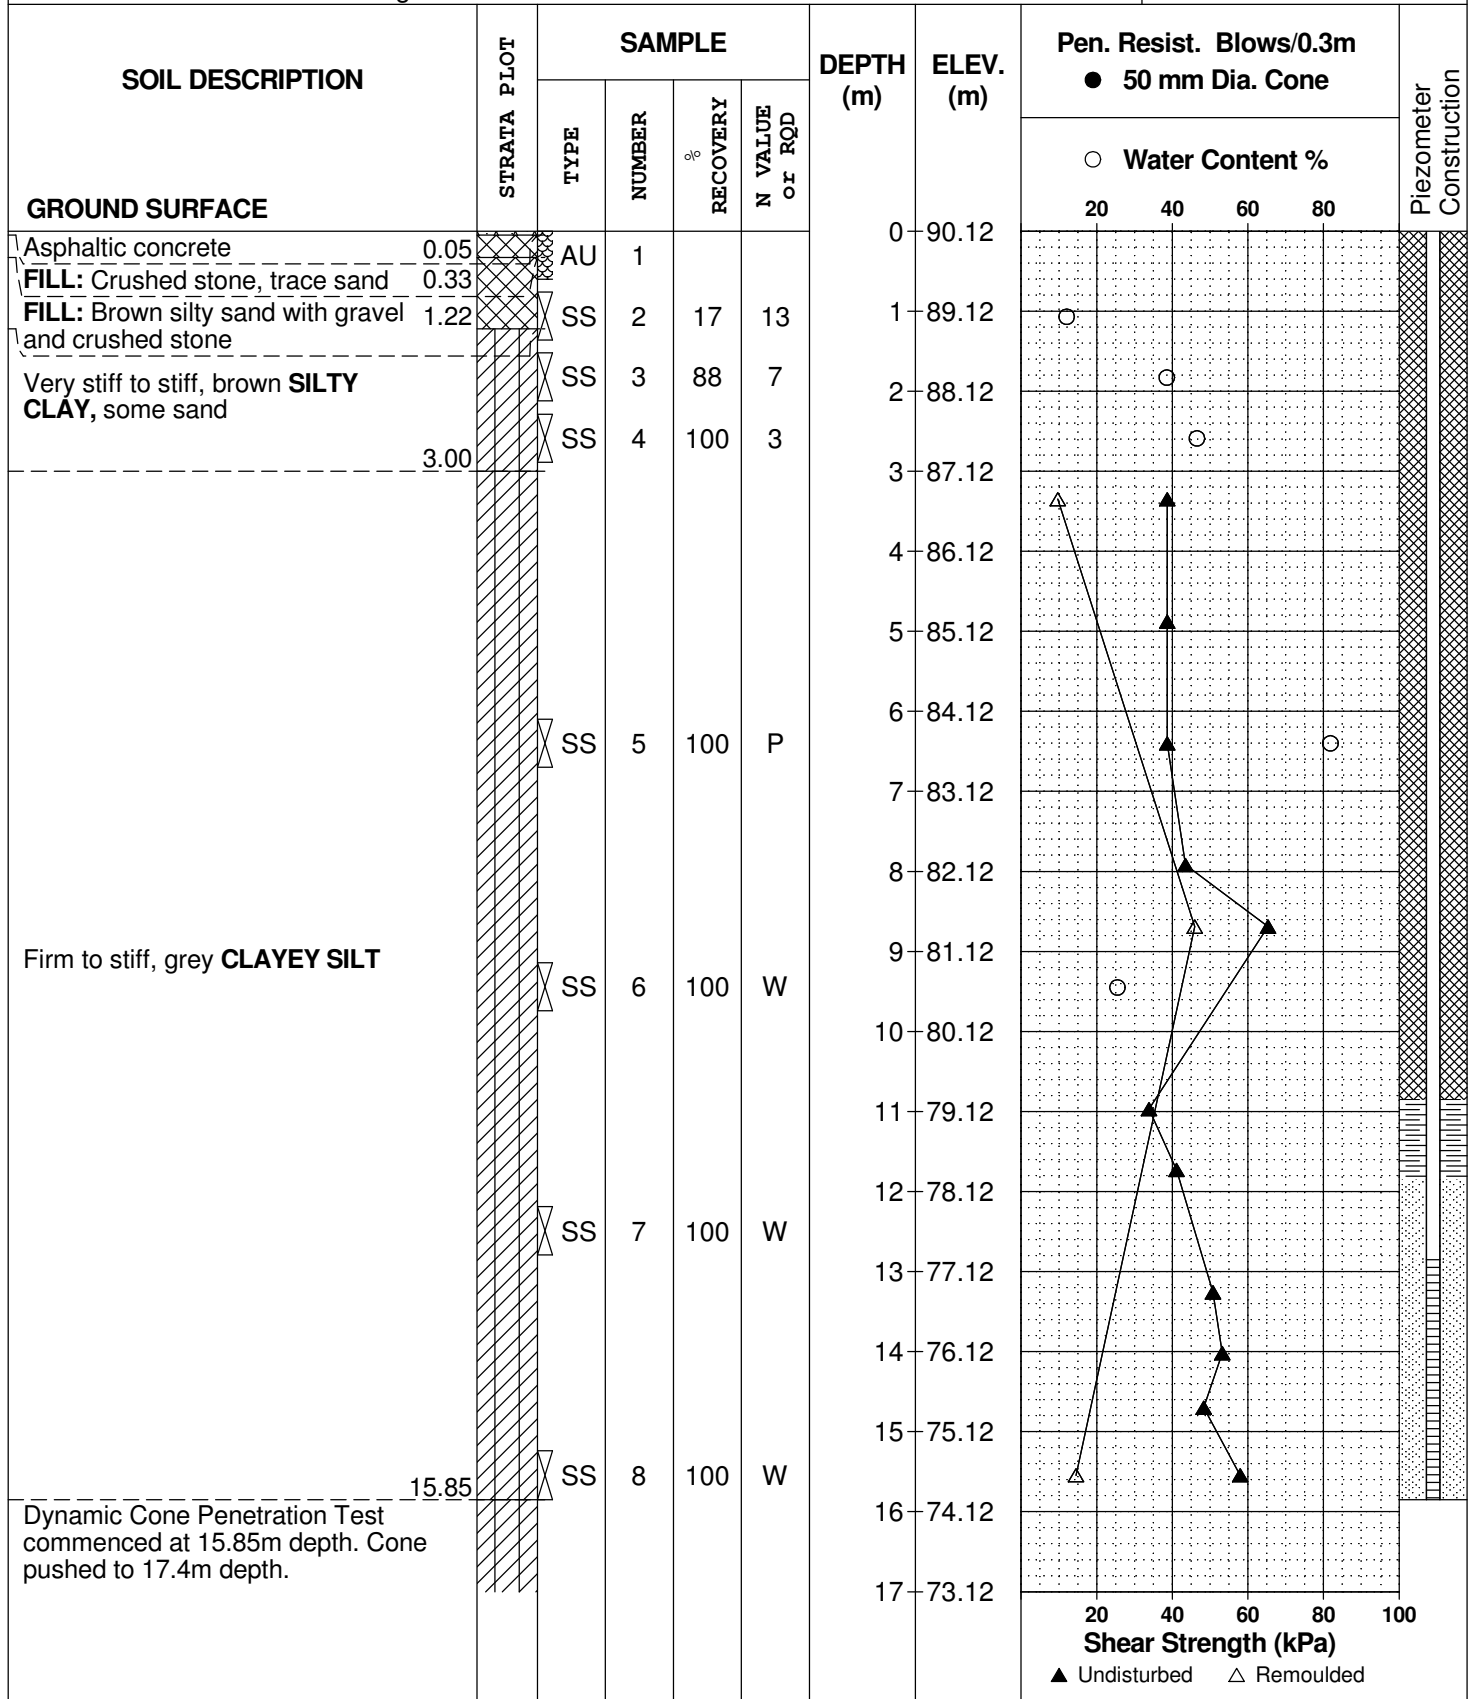 SOIL DESCRIPTION
GROUND SURFACE
STRATA PLOT
SAMPLE
TYPE
NUMBER
% RECOVERY
N VALUE
or RQD
DEPTH
(m)
ELEV.
(m)
Pen. Resist. Blows/0.3m
● 50 mm Dia. Cone
○ Water Content %
20 40 60 80
Piezometer
Construction
Asphaltic concrete 0.05
FILL: Crushed stone, trace sand 0.33
FILL: Brown silty sand with gravel 1.22
and crushed stone
Very stiff to stiff, brown SILTY
CLAY, some sand
3.00
Firm to stiff, grey CLAYEY SILT
15.85
Dynamic Cone Penetration Test
commenced at 15.85m depth. Cone
pushed to 17.4m depth.
AU 1
SS 2 17 13
SS 3 88 7
SS 4 100 3
SS 5 100 P
SS 6 100 W
SS 7 100 W
SS 8 100 W
0 90.12
1 89.12
2 88.12
3 87.12
4 86.12
5 85.12
6 84.12
7 83.12
8 82.12
9 81.12
10 80.12
11 79.12
12 78.12
13 77.12
14 76.12
15 75.12
16 74.12
17 73.12
20 40 60 80 100
Shear Strength (kPa)
▲ Undisturbed △ Remoulded